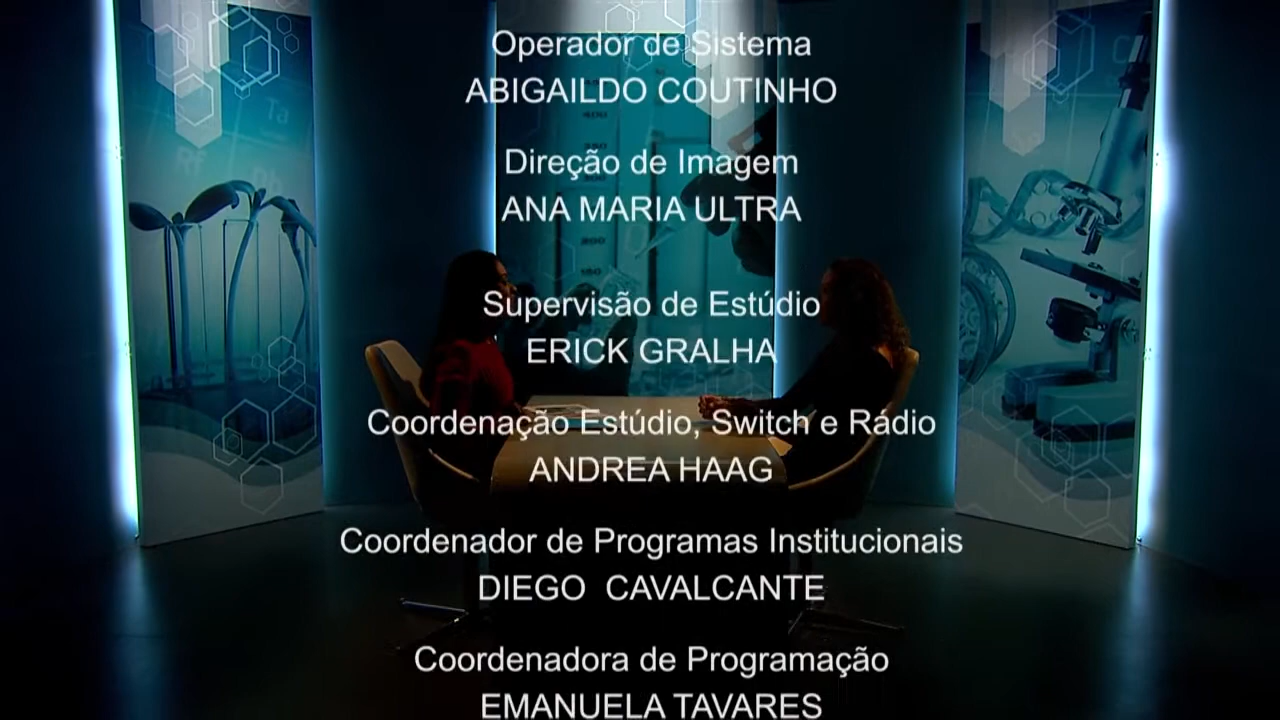 Operador de Sistema
ABIGAILDO COUTINHO
Direção de Imagem
ANA MARIA ULTRA
Supervisão de Estúdio
ERICK GRALHA
Coordenação Estúdio, Switch e Rádio
ANDREA HAAG
Coordenador de Programas Institucionais
DIEGO CAVALCANTE
Coordenadora de Programação
EMANUELA TAVARES